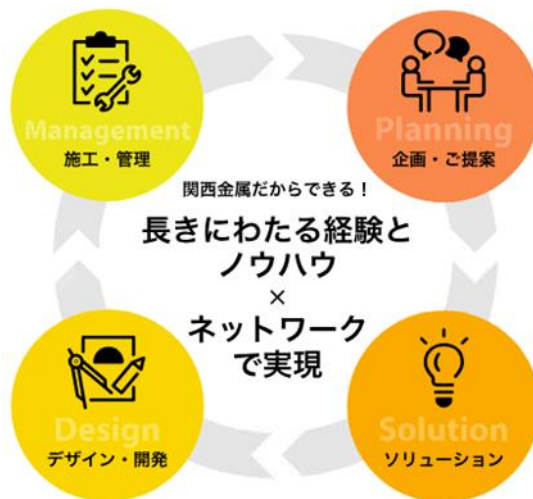 Management
施工・管理
Planning
企画・ご提案
関西金属だからできる！
長きにわたる経験と
ノウハウ
×
ネットワーク
で実現
Design
デザイン・開発
Solution
ソリューション